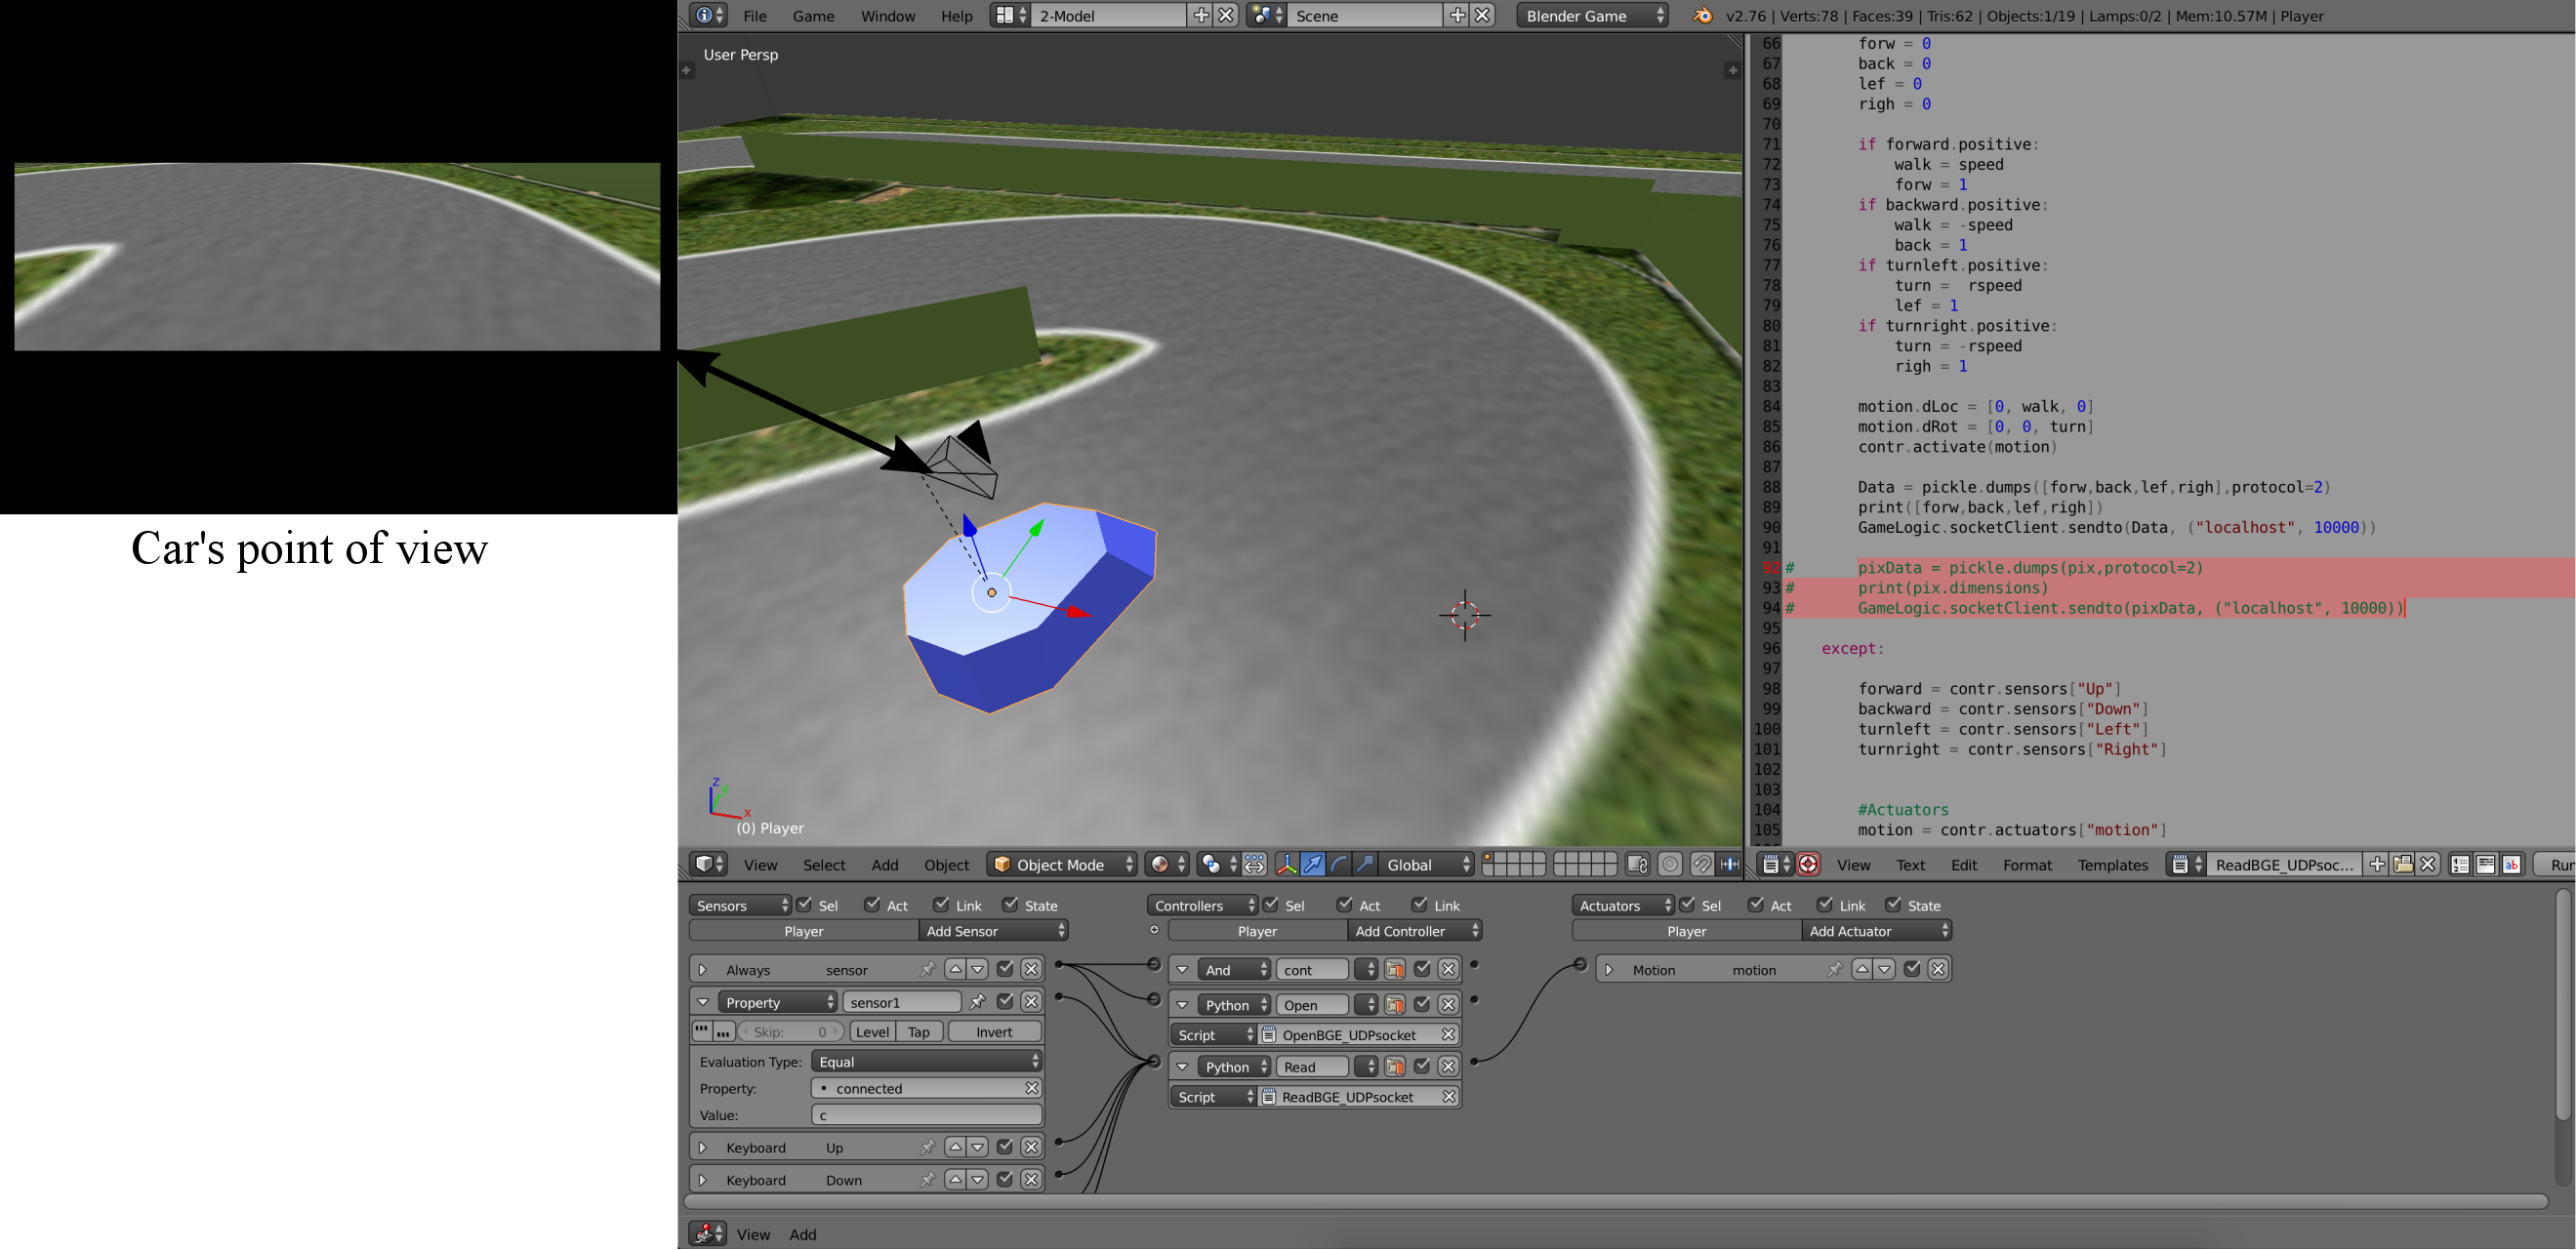 Car's point of view
File Game Window Help 2-Model Scene Blender Game v2.76 | Verts:78 | Faces:39 | Tris:62 | Objects:1/19 | Lamps:0/2 | Mem:10.57M | Player
User Persp
z
y
x
(0) Player
66 forw = 0
67 back = 0
68 lef = 0
69 righ = 0
70
71 if forward.positive:
72 walk = speed
73 forw = 1
74 if backward.positive:
75 walk = -speed
76 back = 1
77 if turnleft.positive:
78 turn =  rspeed
79 lef = 1
80 if turnright.positive:
81 turn = -rspeed
82 righ = 1
83
84 motion.dLoc = [0, walk, 0]
85 motion.dRot = [0, 0, turn]
86 contr.activate(motion)
87
88 Data = pickle.dumps([forw,back,lef,righ],protocol=2)
89 print([forw,back,lef,righ])
90 GameLogic.socketClient.sendto(Data, ("localhost", 10000))
91
92 # pixData = pickle.dumps(pix,protocol=2)
93 # print(pix.dimensions)
94 # GameLogic.socketClient.sendto(pixData, ("localhost", 10000))
95
96 except:
97
98 forward = contr.sensors["Up"]
99 backward = contr.sensors["Down"]
100 turnleft = contr.sensors["Left"]
101 turnright = contr.sensors["Right"]
102
103
104 #Actuators
105 motion = contr.actuators["motion"]
View Select Add Object Object Mode Global
View Text Edit Format Templates ReadBGE_UDPsoc... Run
Sensors Sel Act Link State
Player Add Sensor
Always sensor
Property sensor1
Skip: 0 Level Tap Invert
Evaluation Type: Equal
Property: connected
Value: c
Keyboard Up
Keyboard Down
Controllers Sel Act Link
Player Add Controller
And cont
Python Open
Script OpenBGE_UDPsocket
Python Read
Script ReadBGE_UDPsocket
Actuators Sel Act Link State
Player Add Actuator
Motion motion
View Add